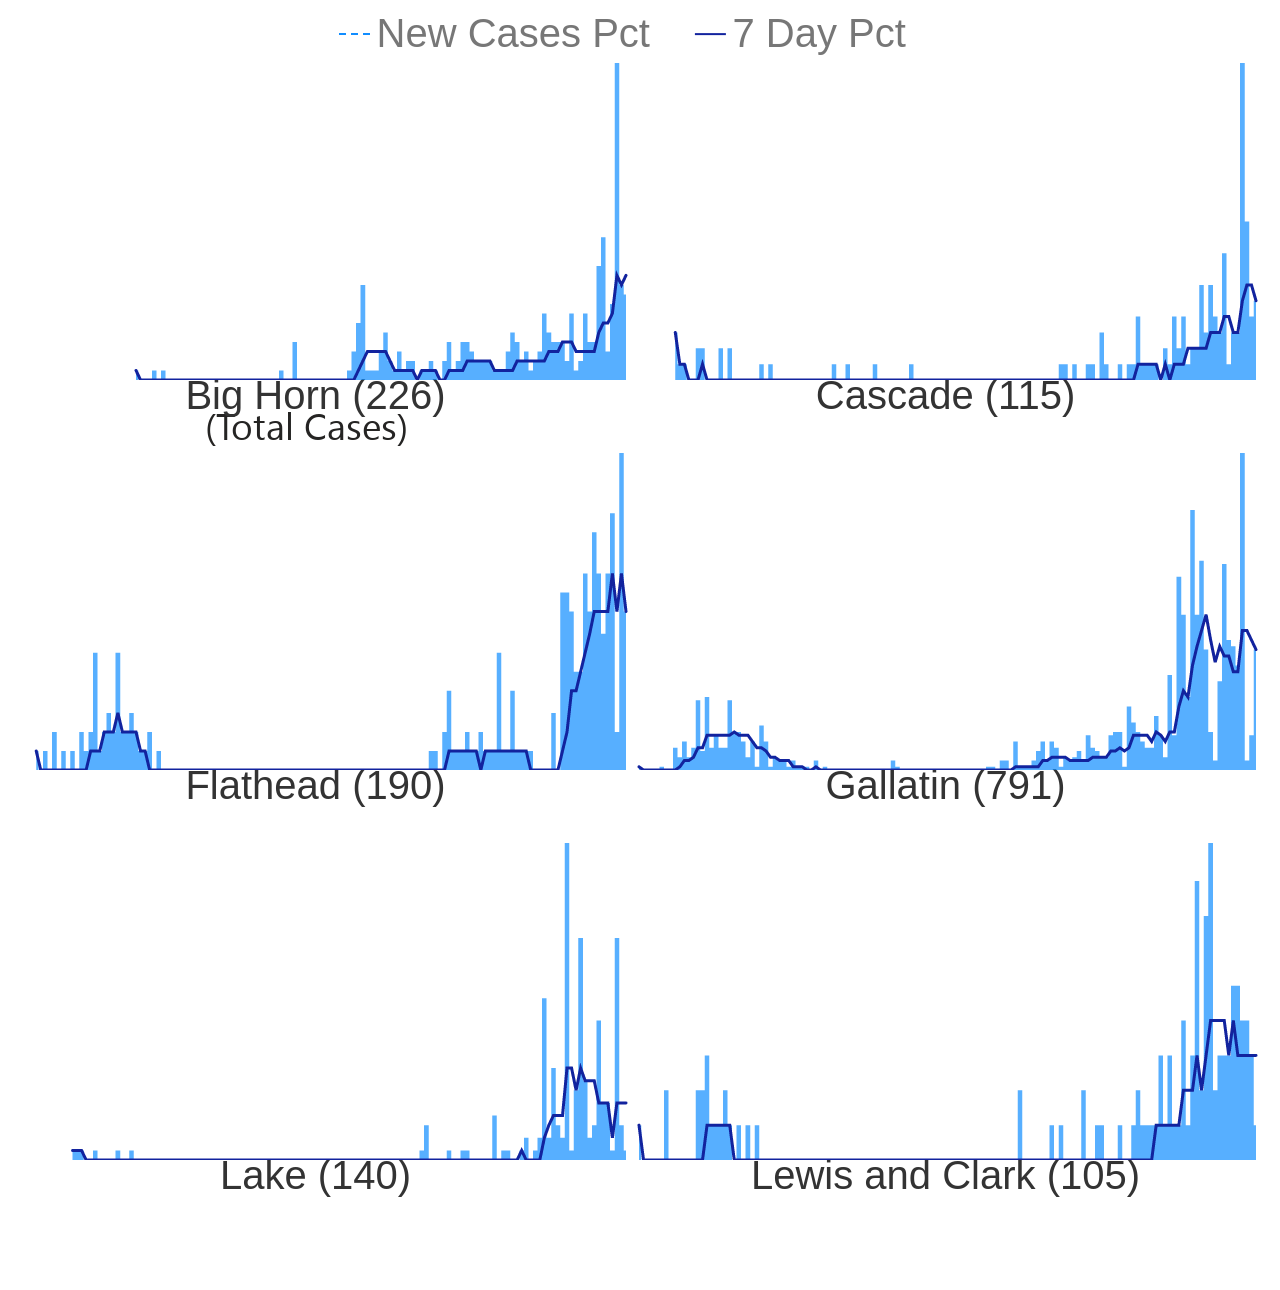 New Cases Pct 7 Day Pct
Big Horn (226) Cascade (115)
(Total Cases)
Flathead (190) Gallatin (791)
Lake (140) Lewis and Clark (105)